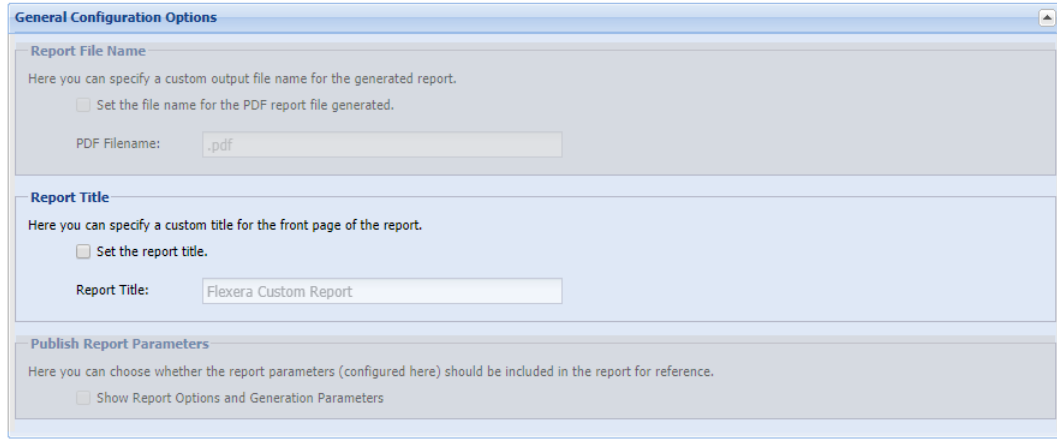 General Configuration Options
Report File Name
Here you can specify a custom output file name for the generated report.
Set the file name for the PDF report file generated.
PDF Filename: .pdf
Report Title
Here you can specify a custom title for the front page of the report.
Set the report title.
Report Title: Flexera Custom Report
Publish Report Parameters
Here you can choose whether the report parameters (configured here) should be included in the report for reference.
Show Report Options and Generation Parameters